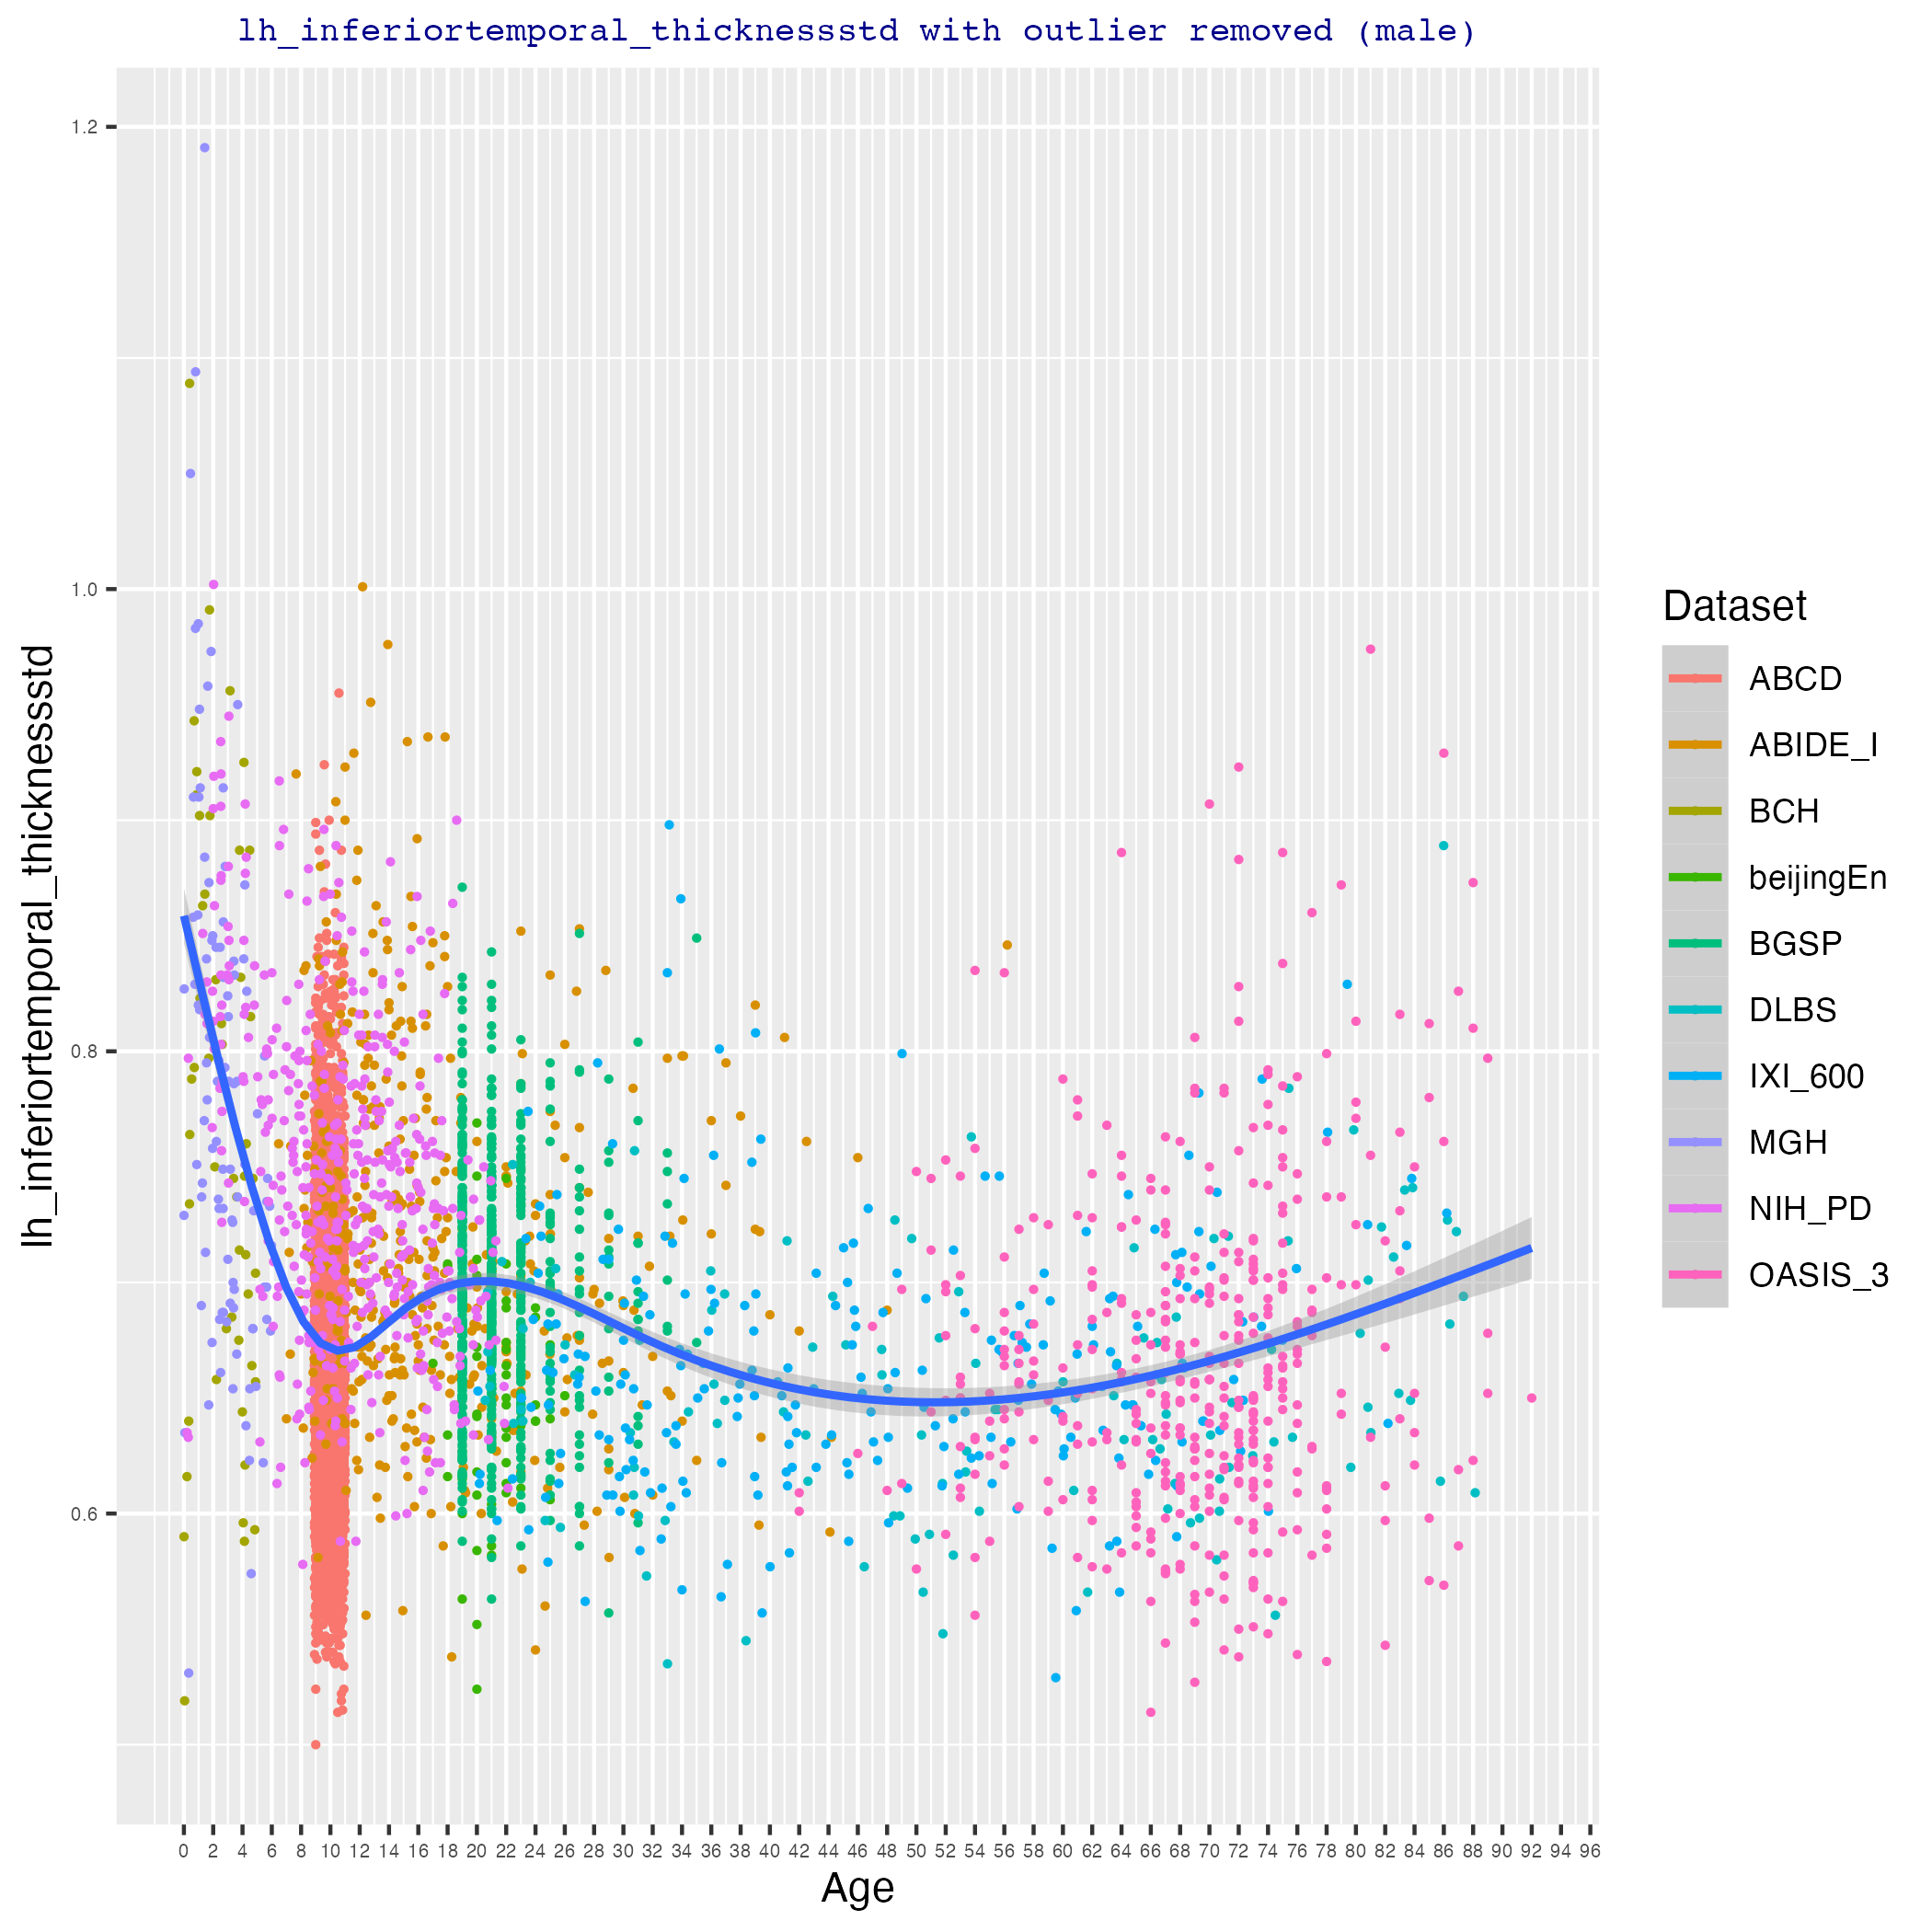 lh_inferiortemporal_thicknessstd with outlier removed (male)
lh_inferiortemporal_thicknessstd
1.2
1.0
0.8
0.6
0 2 4 6 8 10 12 14 16 18 20 22 24 26 28 30 32 34 36 38 40 42 44 46 48 50 52 54 56 58 60 62 64 66 68 70 72 74 76 78 80 82 84 86 88 90 92 94 96
Age
Dataset
ABCD
ABIDE_I
BCH
beijingEn
BGSP
DLBS
IXI_600
MGH
NIH_PD
OASIS_3